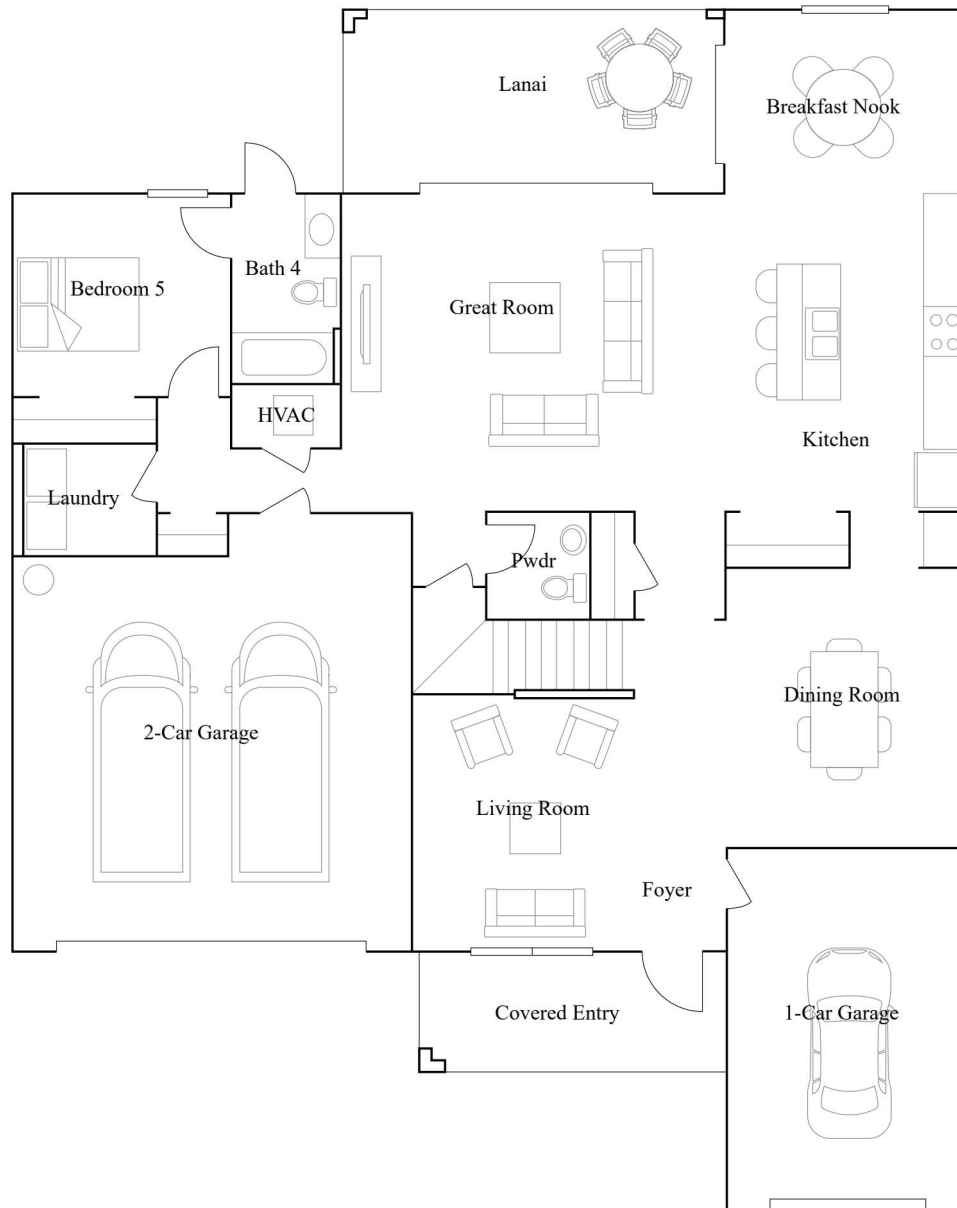 Lanai
Breakfast Nook
Bath 4
Bedroom 5
Great Room
HVAC
Kitchen
Laundry
Pwdr
Dining Room
2-Car Garage
Living Room
Foyer
Covered Entry
1-Car Garage